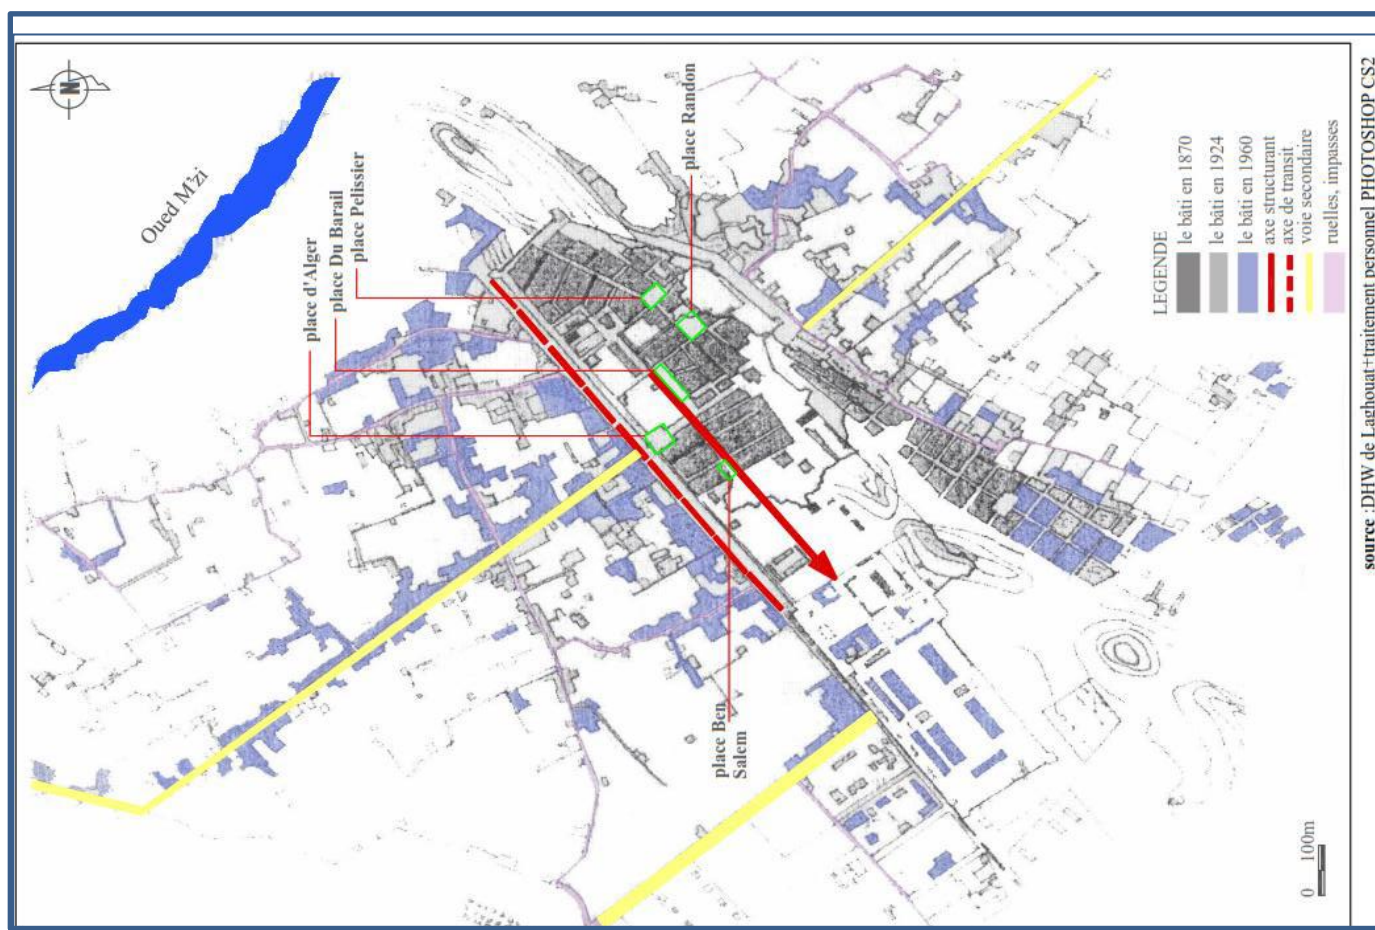 N
Oued M'zi
place d'Alger
place Du Barail
place Pelissier
place Randon
place Ben
Salem
LEGENDE
le bâti en 1870
le bâti en 1924
le bâti en 1960
axe structurant
axe de transit
voie secondaire
ruelles, impasses
0 100m
source :DHW de Laghouat+traitement personnel PHOTOSHOP CS2